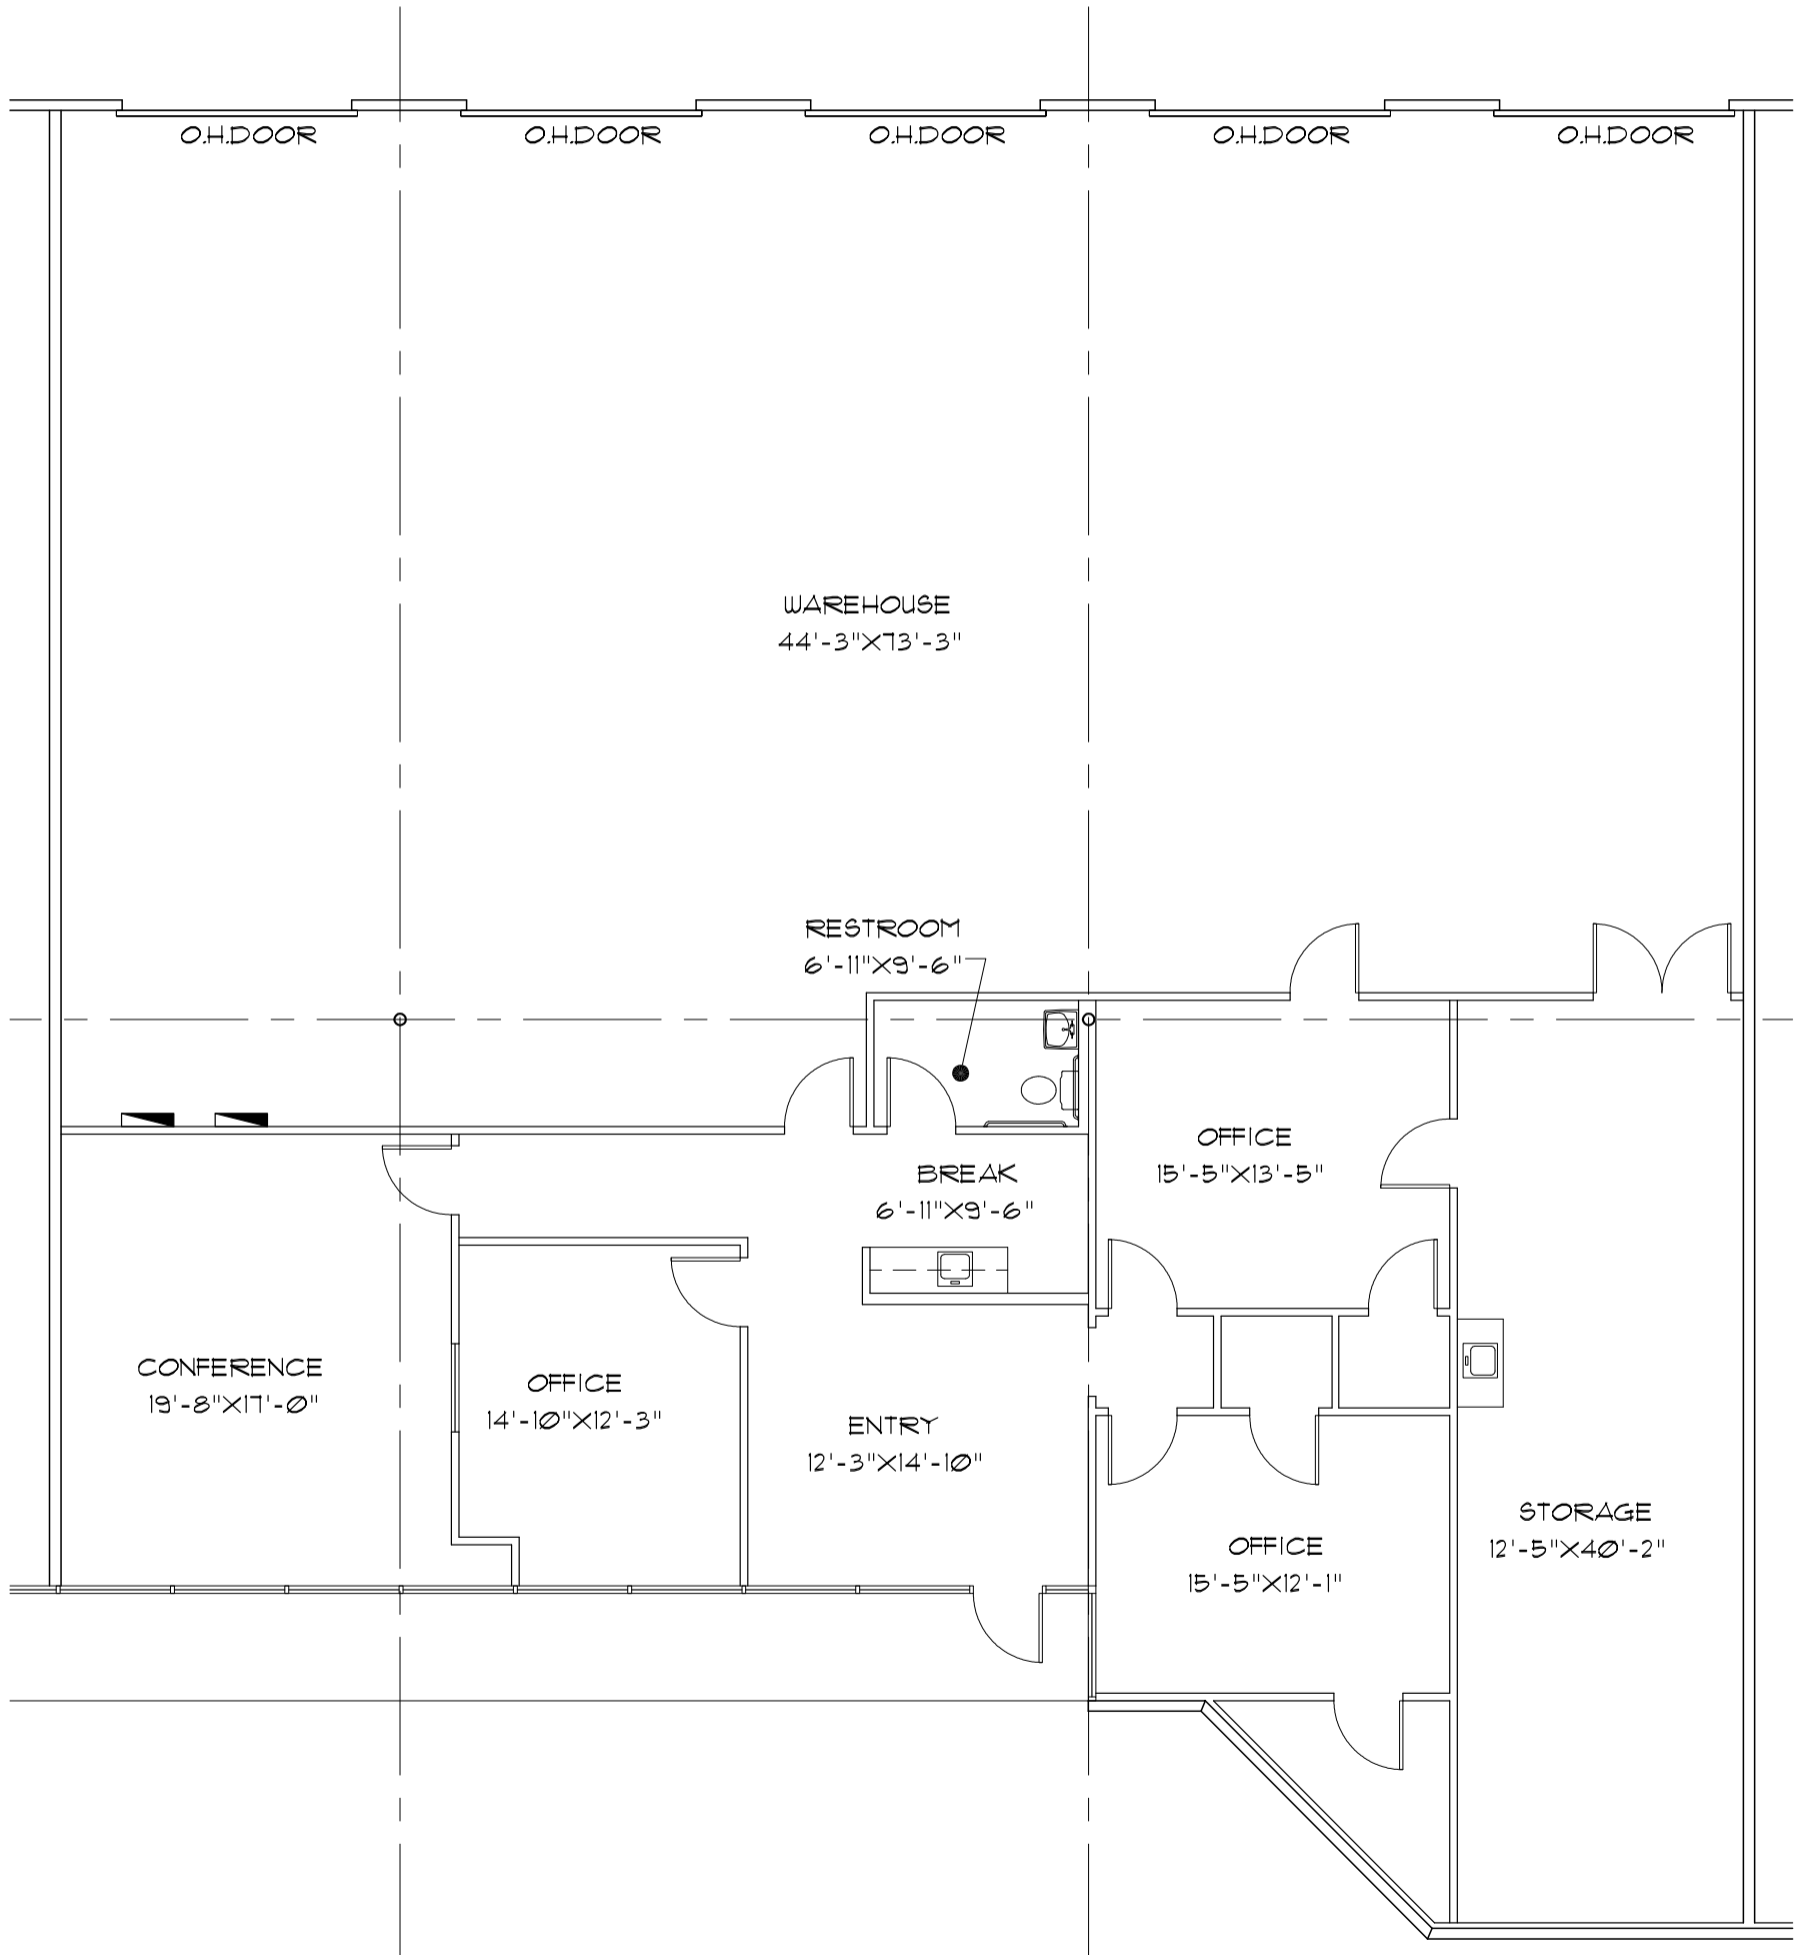 O.H.DOOR
O.H.DOOR
O.H.DOOR
O.H.DOOR
O.H.DOOR
WAREHOUSE
44'-3"X73'-3"
RESTROOM
6'-11"X9'-6"
OFFICE
15'-5"X13'-5"
BREAK
6'-11"X9'-6"
CONFERENCE
19'-8"X17'-0"
OFFICE
14'-10"X12'-3"
ENTRY
12'-3"X14'-10"
STORAGE
12'-5"X40'-2"
OFFICE
15'-5"X12'-1"